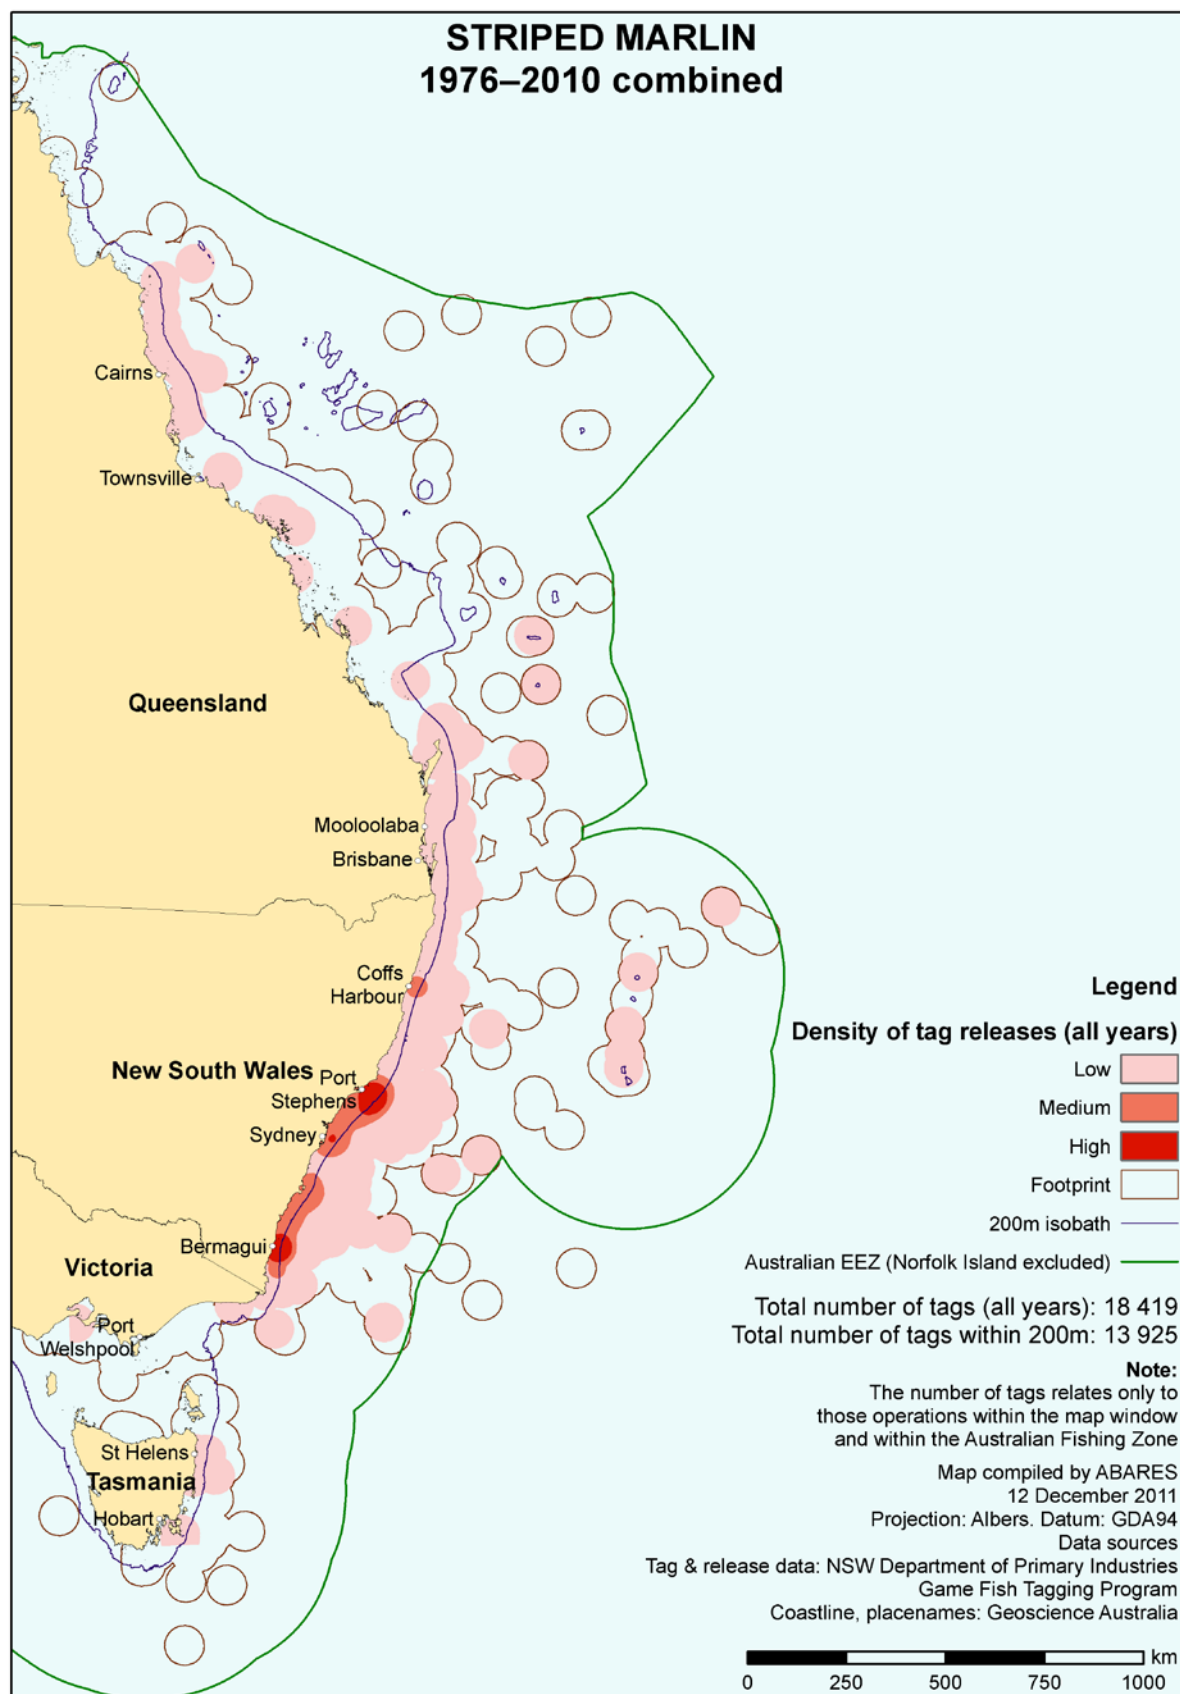 STRIPED MARLIN
1976–2010 combined
Cairns
Townsville
Queensland
Mooloolaba
Brisbane
Coffs
Harbour
New South Wales
Port
Stephens
Sydney
Bermagui
Victoria
Port
Welshpool
St Helens
Tasmania
Hobart
Legend
Density of tag releases (all years)
Low
Medium
High
Footprint
200m isobath
Australian EEZ (Norfolk Island excluded)
Total number of tags (all years): 18 419
Total number of tags within 200m: 13 925
Note:
The number of tags relates only to
those operations within the map window
and within the Australian Fishing Zone
Map compiled by ABARES
12 December 2011
Projection: Albers. Datum: GDA94
Data sources
Tag & release data: NSW Department of Primary Industries
Game Fish Tagging Program
Coastline, placenames: Geoscience Australia
km
0 250 500 750 1000